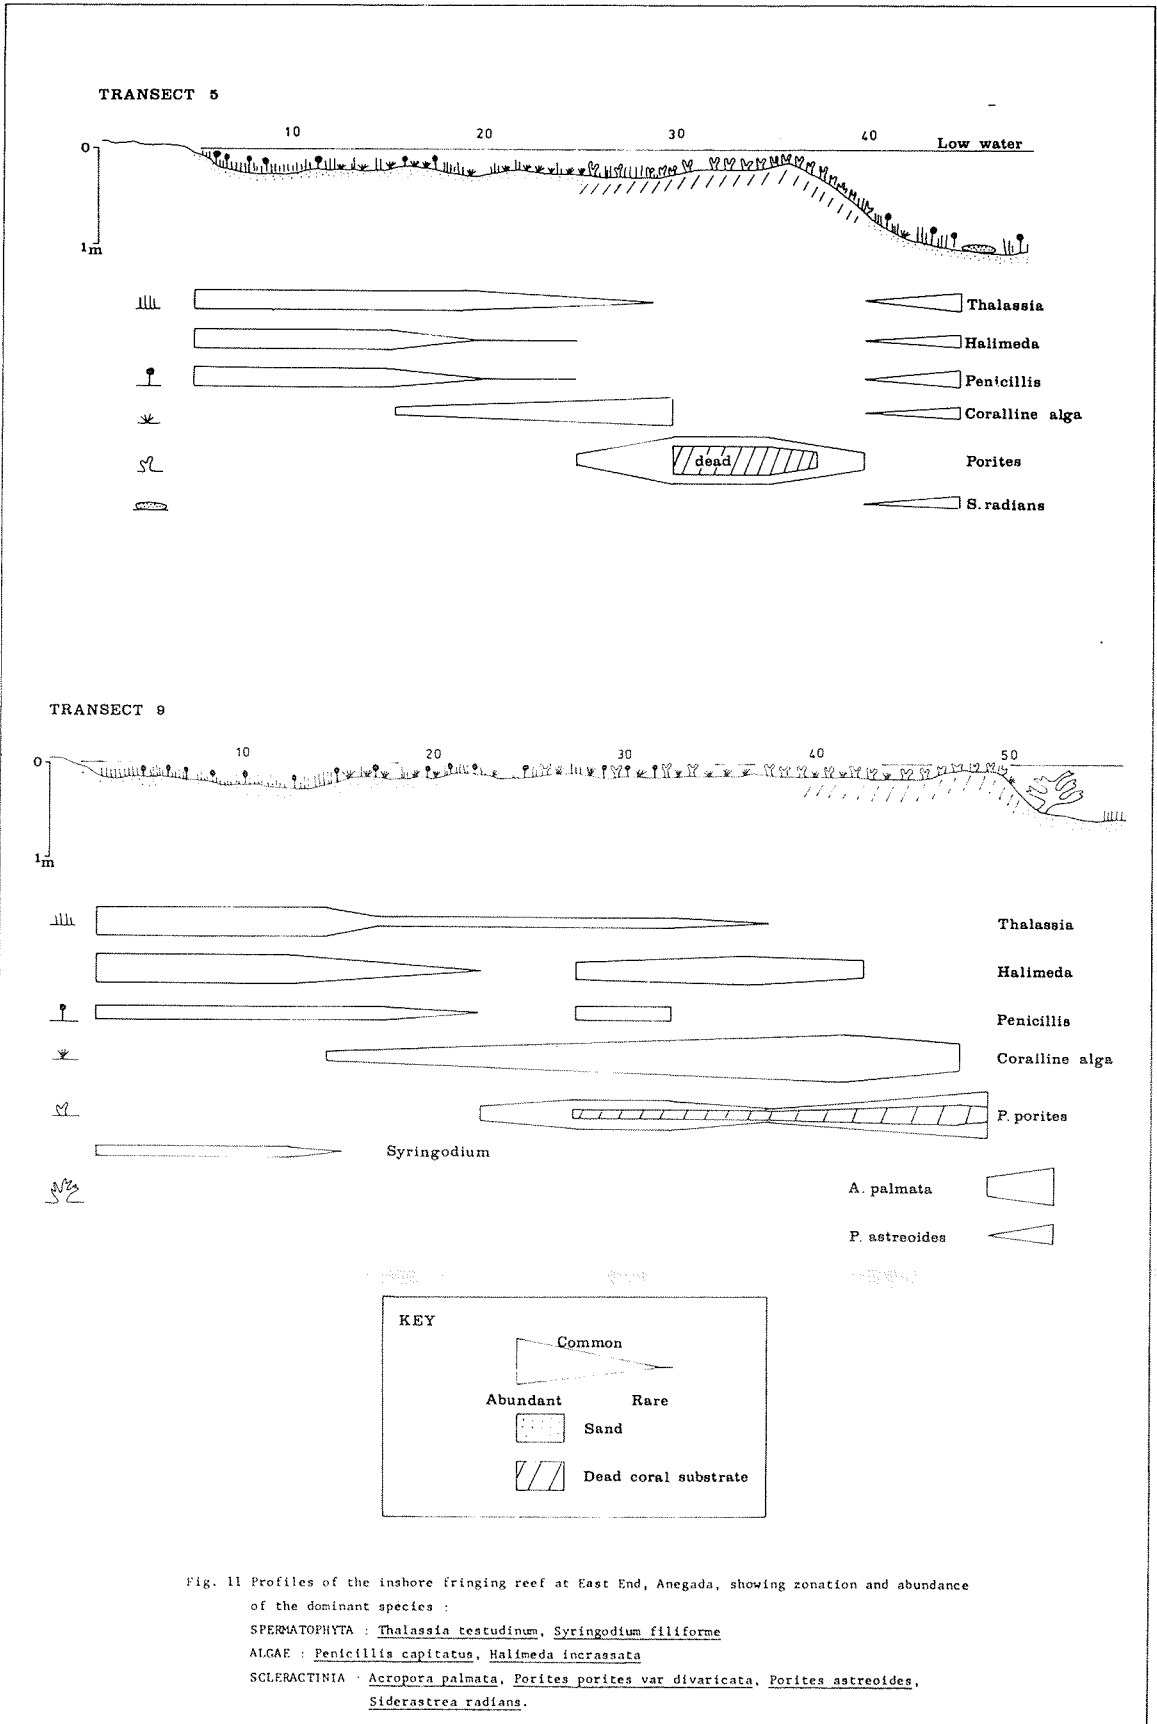 TRANSECT 5
10 20 30 40
0 Low water
1m
Thalassia
Halimeda
Penicillis
Coralline alga
dead Porites
S. radians
TRANSECT 9
10 20 30 40 50
0
1m
Thalassia
Halimeda
Penicillis
Coralline alga
P. porites
Syringodium
A. palmata
P. astreoides
KEY
Common
Abundant Rare
Sand
Dead coral substrate
Fig. 11 Profiles of the inshore fringing reef at East End, Anegada, showing zonation and abundance
of the dominant species :
SPERMATOPHYTA : Thalassia testudinum, Syringodium filiforme
ALGAE : Penicillis capitatus, Halimeda incrassata
SCLERACTINIA · Acropora palmata, Porites porites var divaricata, Porites astreoides,
Siderastrea radians.